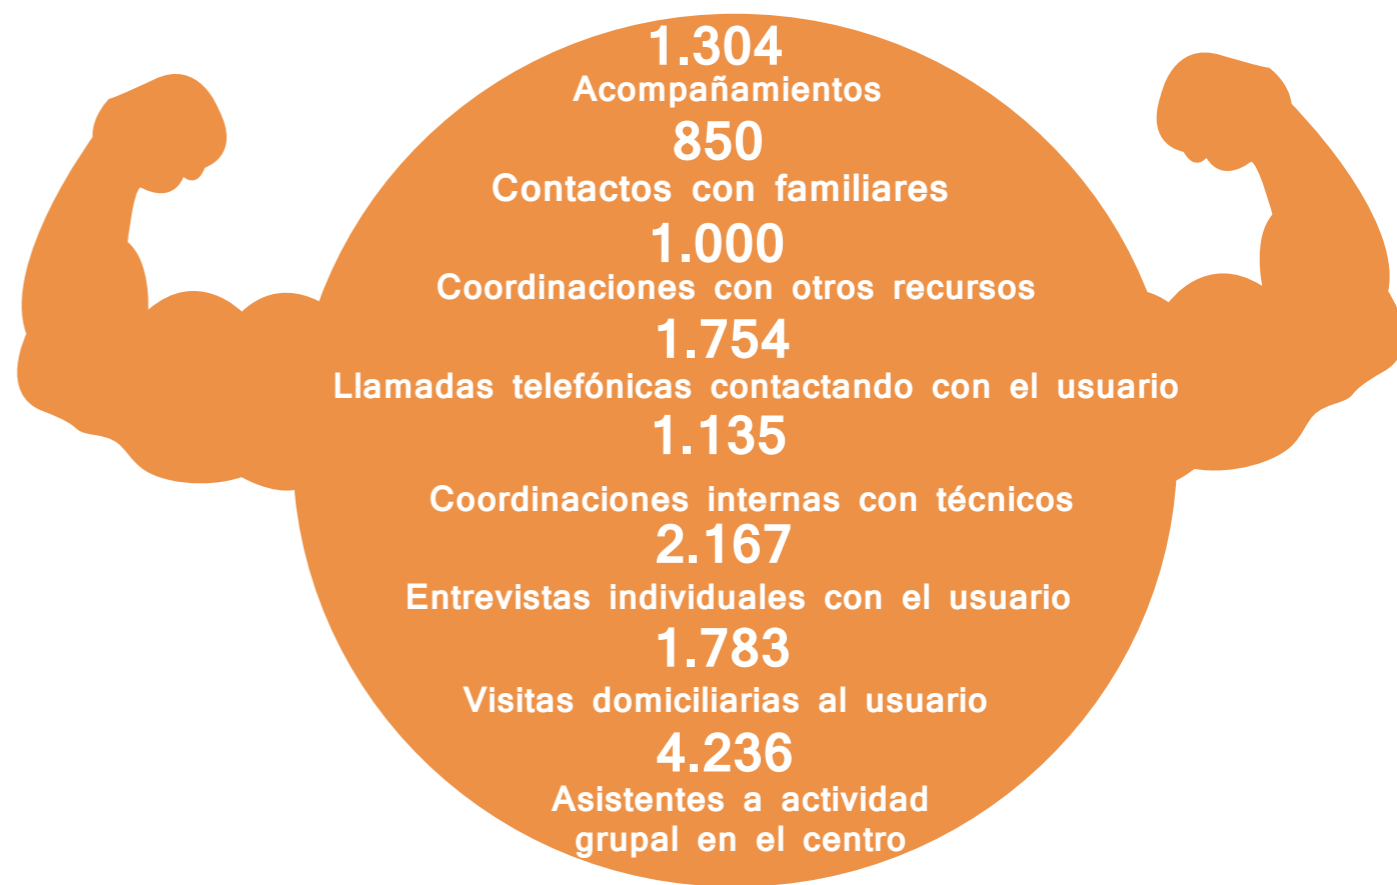 1.304
Acompañamientos
850
Contactos con familiares
1.000
Coordinaciones con otros recursos
1.754
Llamadas telefónicas contactando con el usuario
1.135
Coordinaciones internas con técnicos
2.167
Entrevistas individuales con el usuario
1.783
Visitas domiciliarias al usuario
4.236
Asistentes a actividad
grupal en el centro